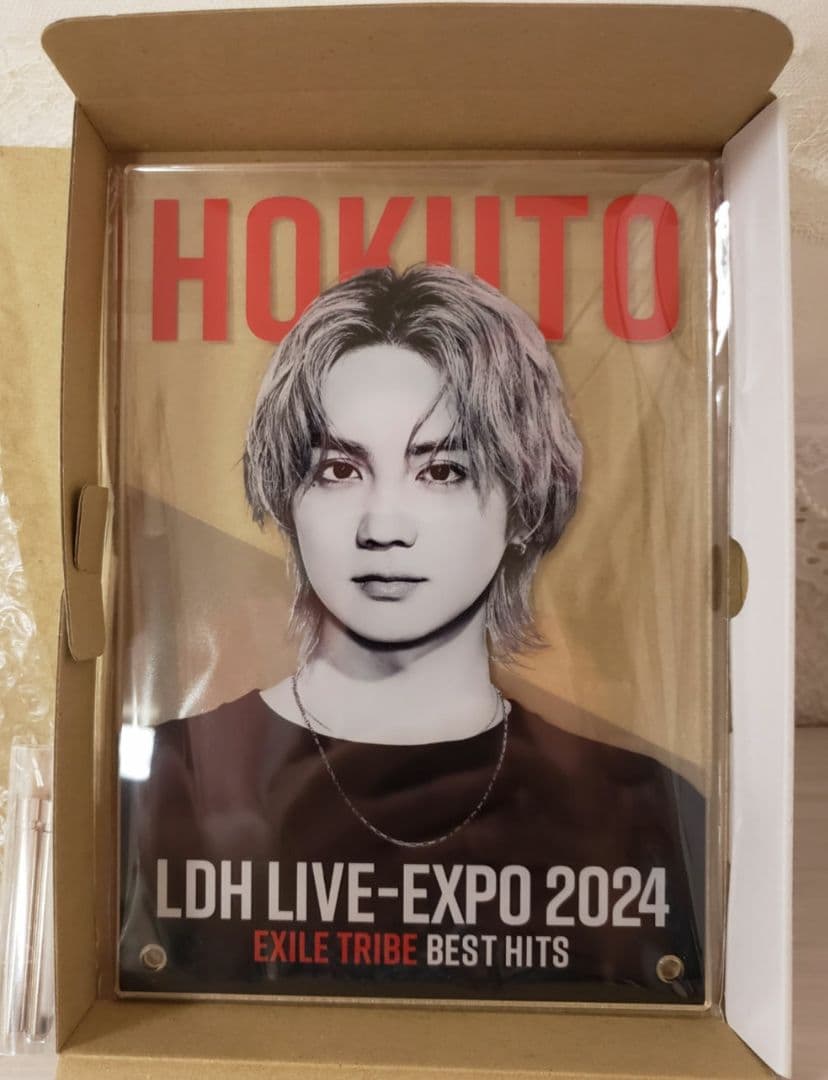 HOKUTO
LDH LIVE-EXPO 2024
EXILE TRIBE BEST HITS